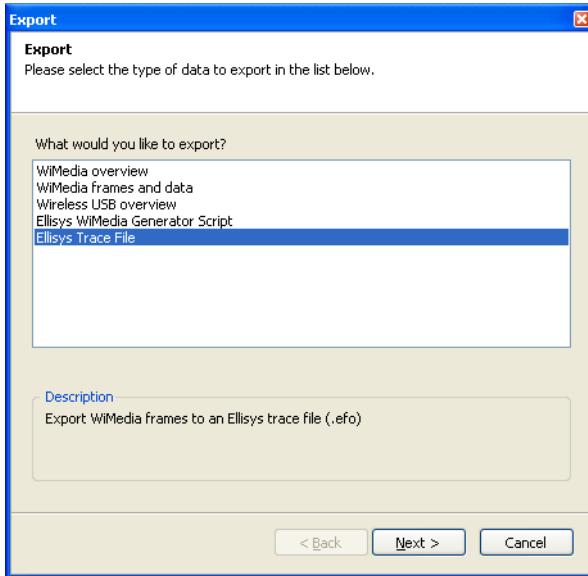 Export
Export
Please select the type of data to export in the list below.
What would you like to export?
WiMedia overview
WiMedia frames and data
Wireless USB overview
Ellisys WiMedia Generator Script
Ellisys Trace File
Description
Export WiMedia frames to an Ellisys trace file (.efo)
< Back Next > Cancel